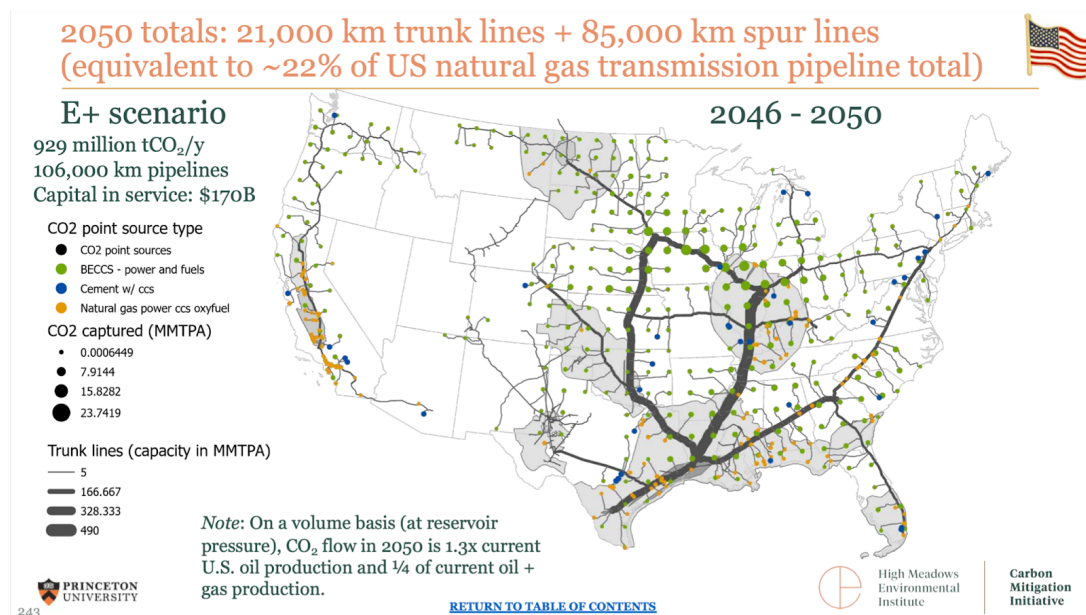 2050 totals: 21,000 km trunk lines + 85,000 km spur lines
(equivalent to ~22% of US natural gas transmission pipeline total)
E+ scenario
2046 - 2050
929 million tCO₂/y
106,000 km pipelines
Capital in service: $170B
CO2 point source type
CO2 point sources
BECCS - power and fuels
Cement w/ ccs
Natural gas power ccs oxyfuel
CO2 captured (MMTPA)
0.0006449
7.9144
15.8282
23.7419
Trunk lines (capacity in MMTPA)
5
166.667
328.333
490
Note: On a volume basis (at reservoir
pressure), CO₂ flow in 2050 is 1.3x current
U.S. oil production and ¼ of current oil +
gas production.
PRINCETON
UNIVERSITY
High Meadows
Environmental
Institute
Carbon
Mitigation
Initiative
243
RETURN TO TABLE OF CONTENTS